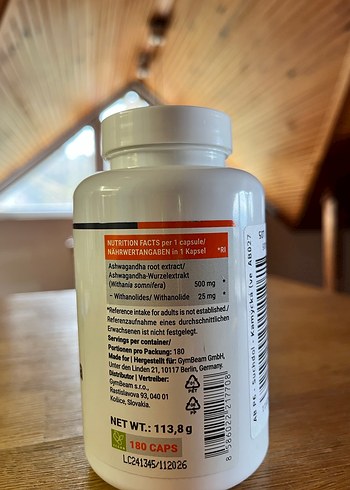 NUTRITION FACTS per 1 capsule/
NÄHRWERTANGABEN in 1 Kapsel *RI
Ashwagandha root extract/
Ashwagandha-Wurzelextrakt
(Withania somnifera) 500 mg *
– Withanolides/ Withanolide 25 mg *
*Reference intake for adults is not established./
Referenzaufnahme eines durchschnittlichen
Erwachsenen ist nicht festgelegt.
Servings per container/
Portionen pro Packung: 180
Made for | Hergestellt für: GymBeam GmbH,
Unter den Linden 21, 10117 Berlin, Germany.
Distributor | Vertreiber:
GymBeam s.r.o.,
Rastislavova 93, 040 01
Košice, Slovakia.
NET WT.: 113,8 g
180 CAPS
LC241345/112026
8 586022 217708